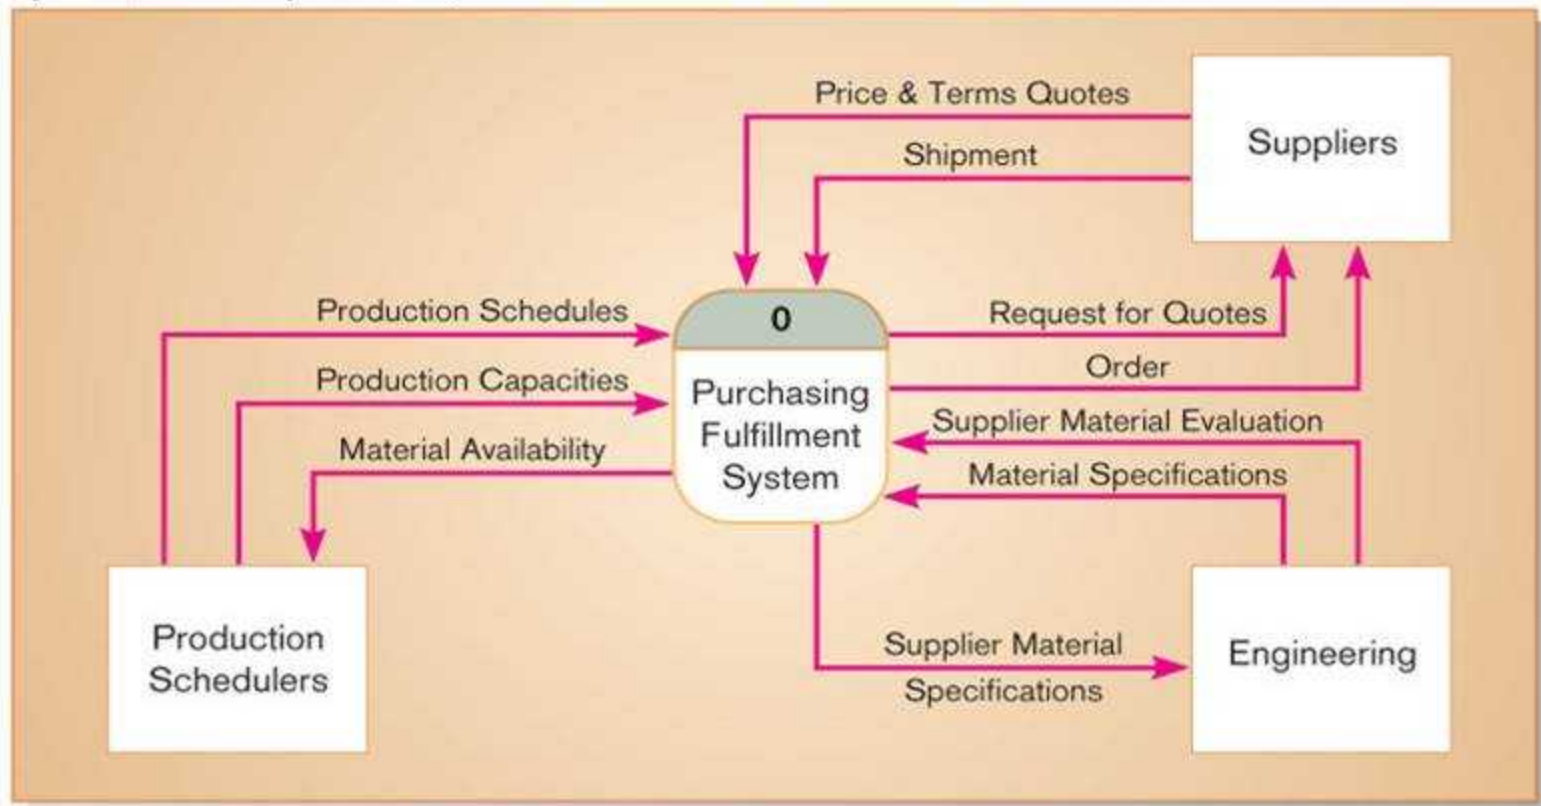 Price & Terms Quotes
Suppliers
Shipment
Production Schedules
0
Request for Quotes
Order
Production Capacities
Purchasing
Fulfillment
System
Supplier Material Evaluation
Material Availability
Material Specifications
Production
Schedulers
Supplier Material
Specifications
Engineering